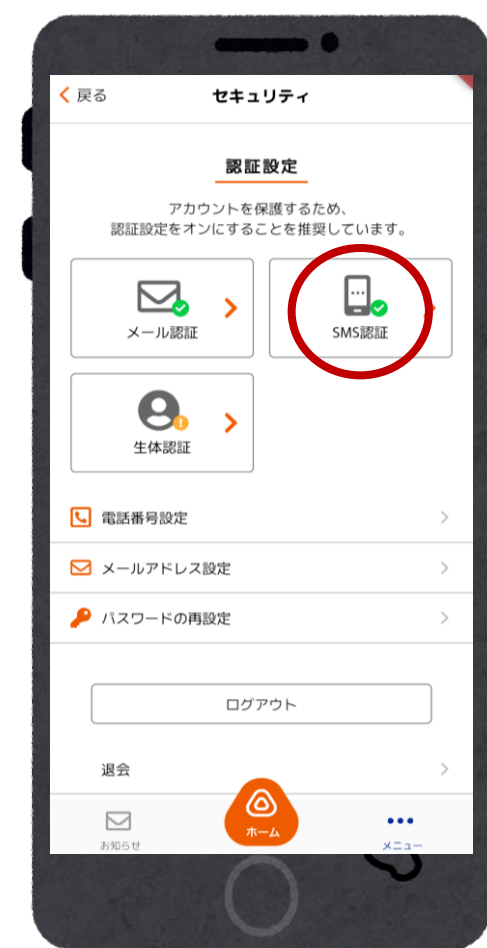 戻る
セキュリティ
認証設定
アカウントを保護するため、
認証設定をオンにすることを推奨しています。
メール認証
SMS認証
生体認証
電話番号設定
メールアドレス設定
パスワードの再設定
ログアウト
退会
お知らせ
ホーム
メニュー